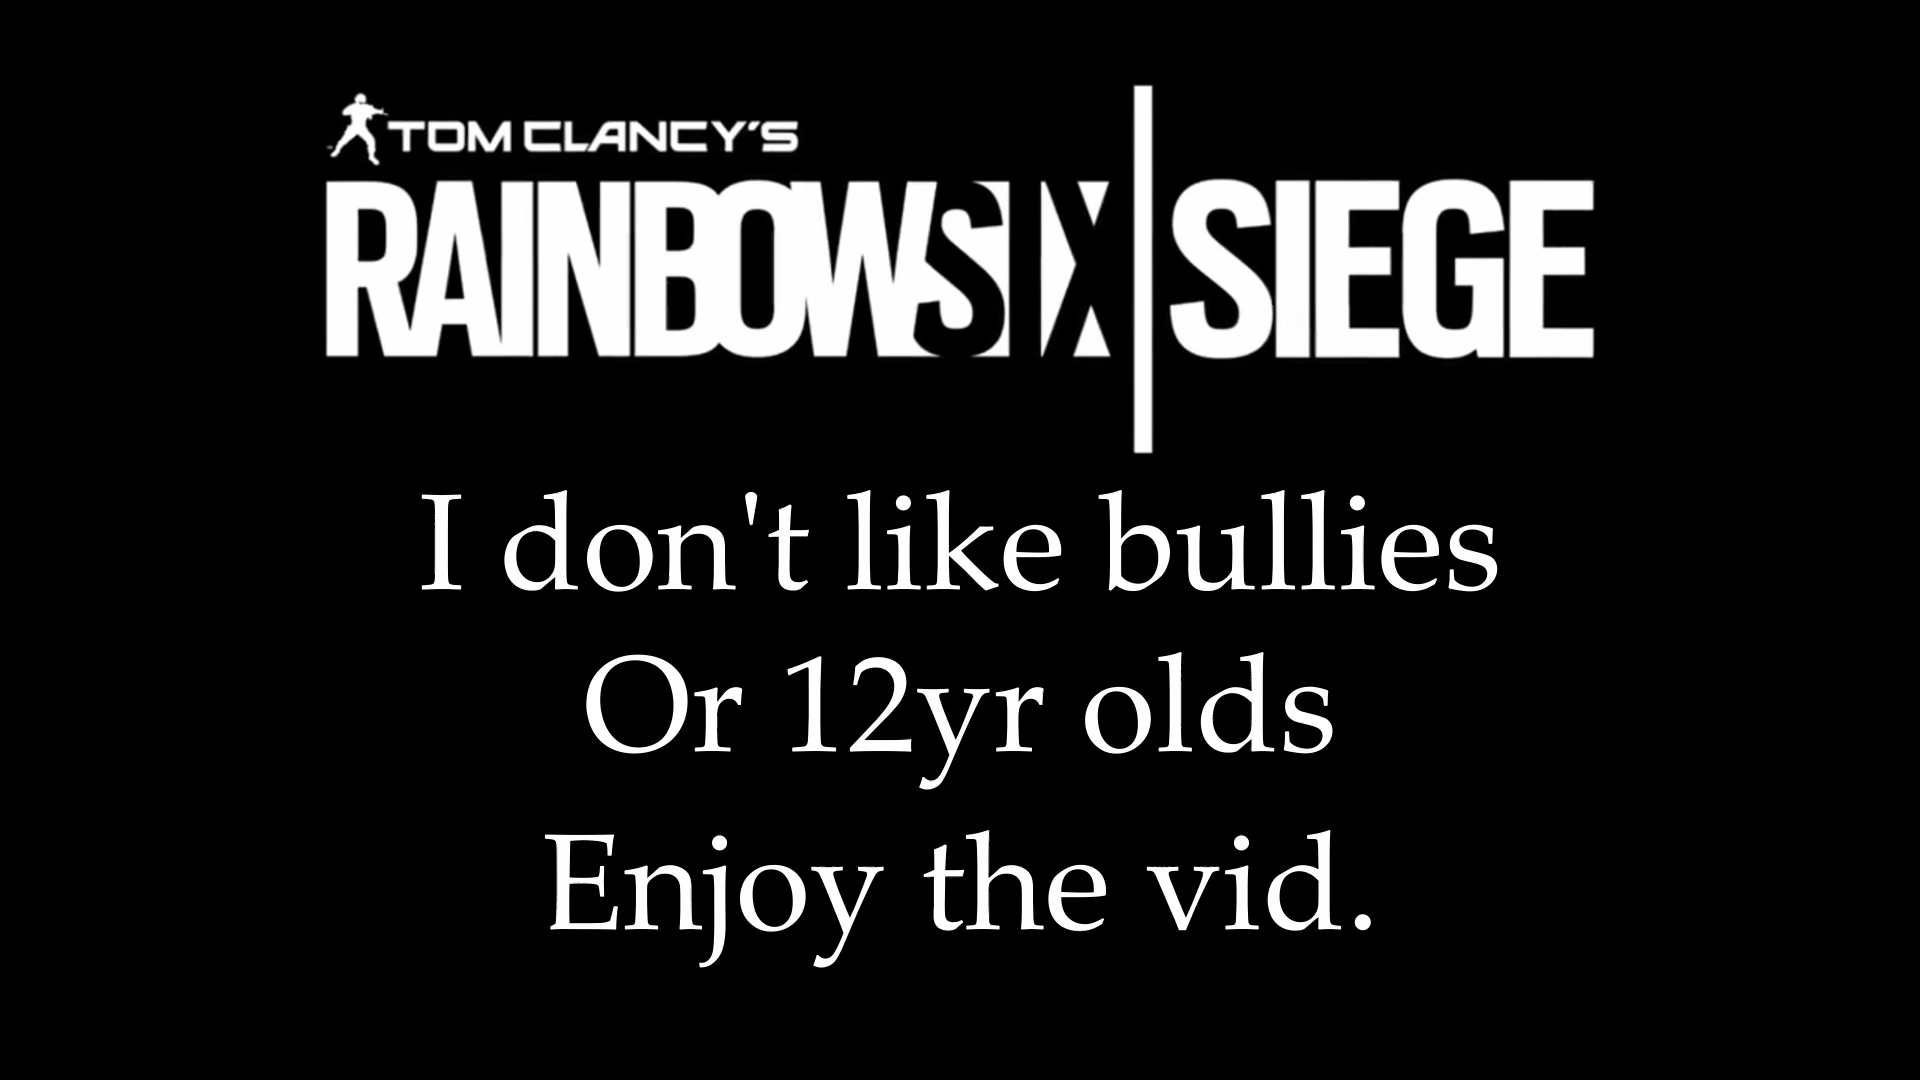 TOM CLANCY'S
RAINBOWSIX|SIEGE
I don't like bullies
Or 12yr olds
Enjoy the vid.